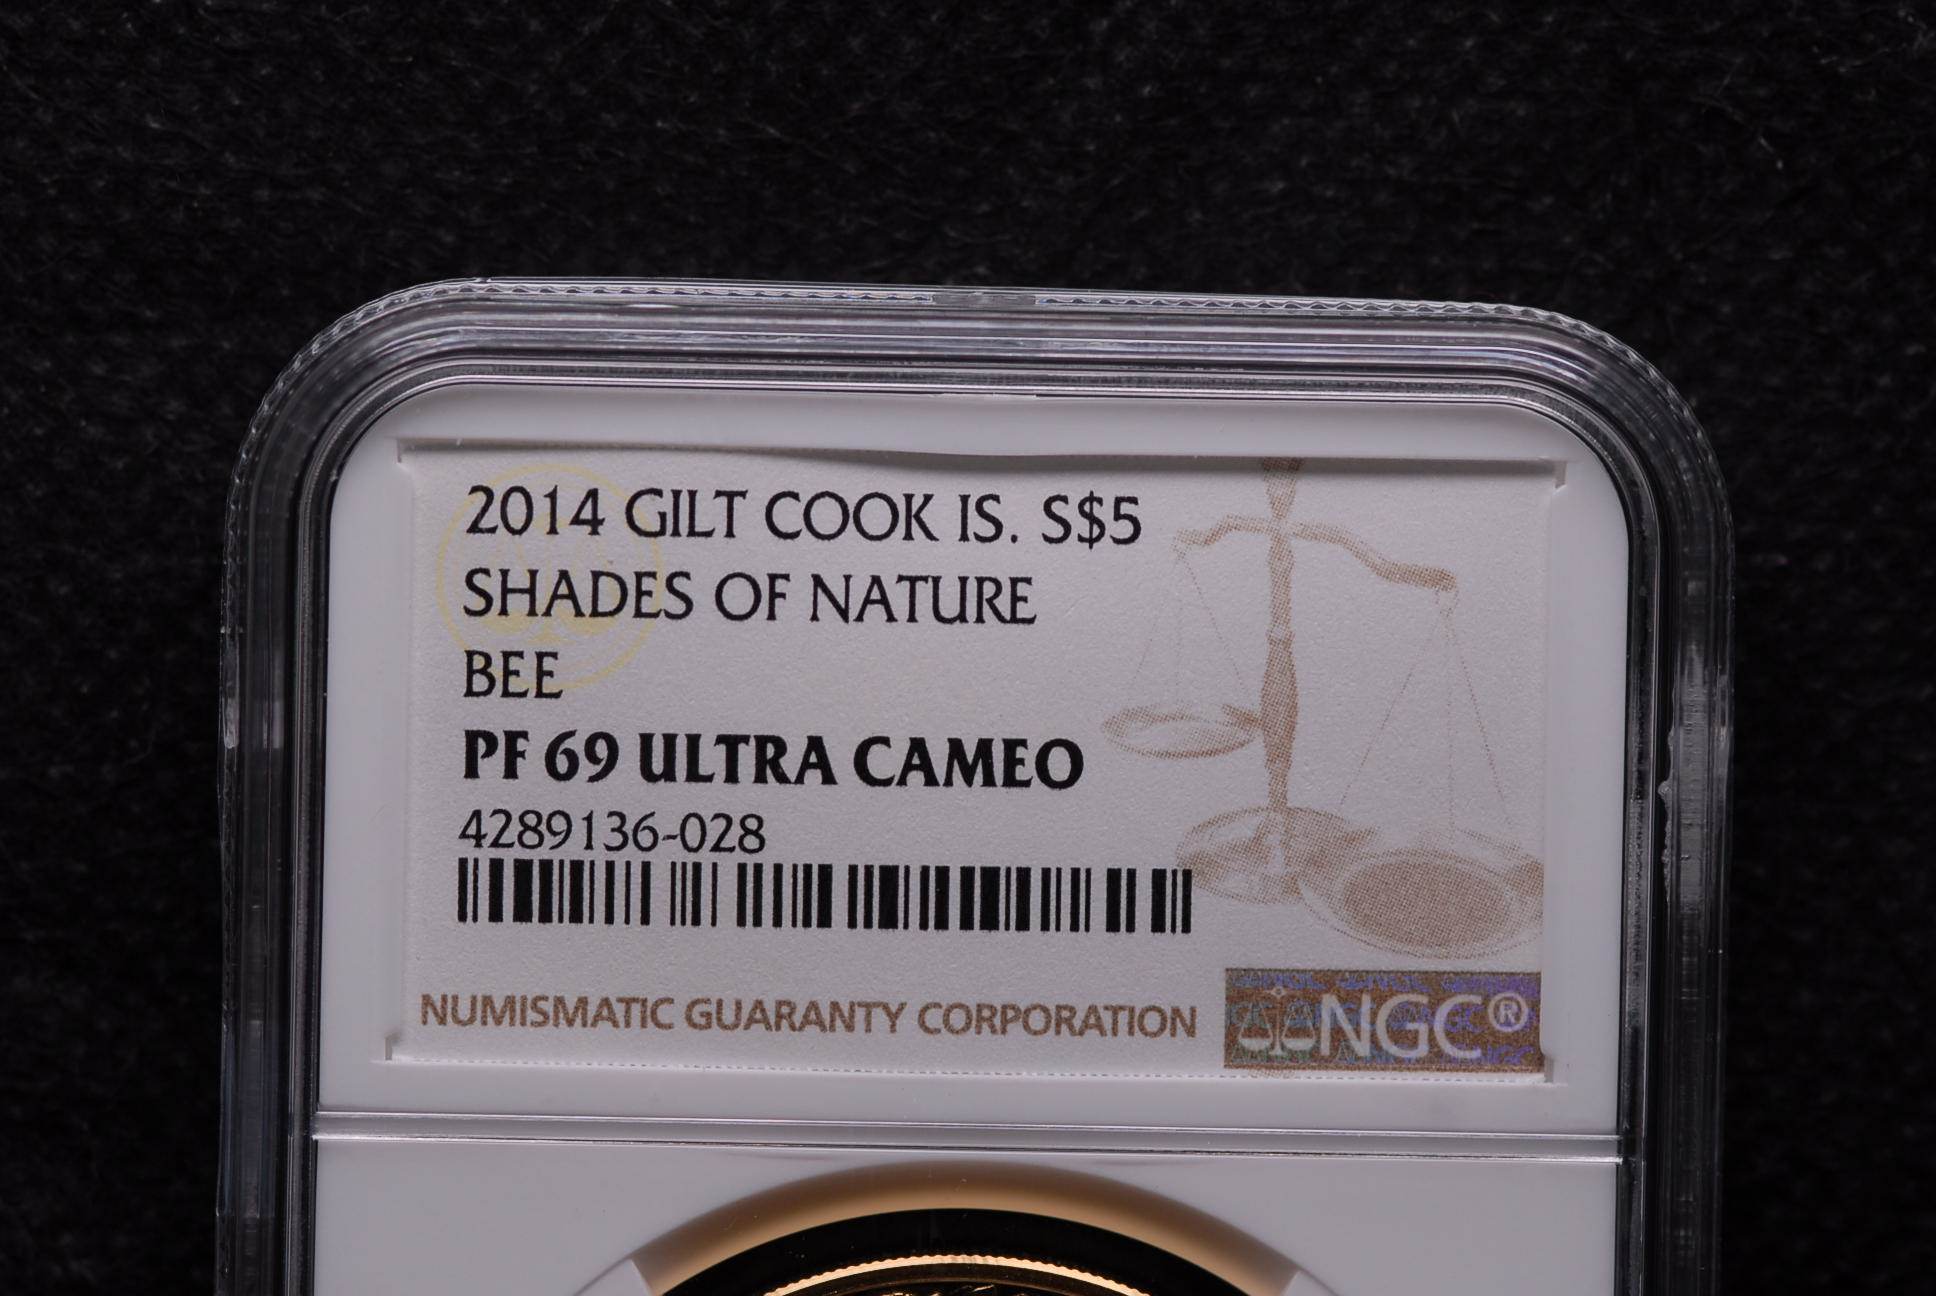 2014 GILT COOK IS. S$5
SHADES OF NATURE
BEE
PF 69 ULTRA CAMEO
4289136-028
NUMISMATIC GUARANTY CORPORATION NGC®